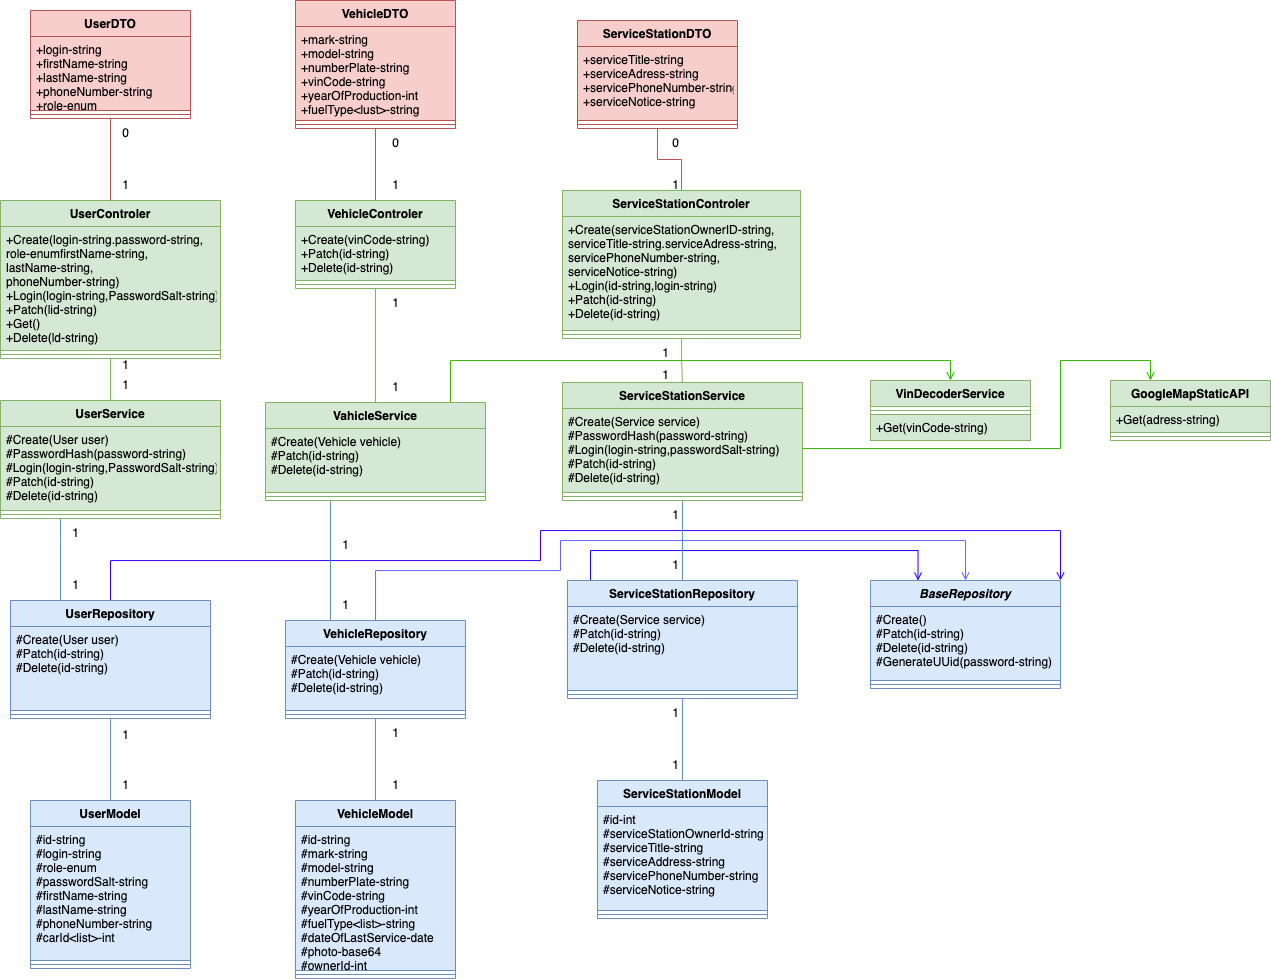 UserDTO
+login-string
+firstName-string
+lastName-string
+phoneNumber-string
+role-enum
VehicleDTO
+mark-string
+model-string
+numberPlate-string
+vinCode-string
+yearOfProduction-int
+fuelType<lust>-string
ServiceStationDTO
+serviceTitle-string
+serviceAdress-string
+servicePhoneNumber-string
+serviceNotice-string
0
1
0
1
0
1
UserControler
+Create(login-string.password-string,
role-enumfirstName-string,
lastName-string,
phoneNumber-string)
+Login(login-string,PasswordSalt-string)
+Patch(Iid-string)
+Get()
+Delete(Id-string)
VehicleControler
+Create(vinCode-string)
+Patch(id-string)
+Delete(id-string)
ServiceStationControler
+Create(serviceStationOwnerID-string,
serviceTitle-string.serviceAdress-string,
servicePhoneNumber-string,
serviceNotice-string)
+Login(id-string,login-string)
+Patch(id-string)
+Delete(id-string)
1
1
1
1
1
1
UserService
#Create(User user)
#PasswordHash(password-string)
#Login(login-string,PasswordSalt-string)
#Patch(id-string)
#Delete(id-string)
VahicleService
#Create(Vehicle vehicle)
#Patch(id-string)
#Delete(id-string)
ServiceStationService
#Create(Service service)
#PasswordHash(password-string)
#Login(login-string,passwordSalt-string)
#Patch(id-string)
#Delete(id-string)
VinDecoderService
+Get(vinCode-string)
GoogleMapStaticAPI
+Get(adress-string)
1
1
1
1
1
1
UserRepository
#Create(User user)
#Patch(id-string)
#Delete(id-string)
VehicleRepository
#Create(Vehicle vehicle)
#Patch(id-string)
#Delete(id-string)
ServiceStationRepository
#Create(Service service)
#Patch(id-string)
#Delete(id-string)
BaseRepository
#Create()
#Patch(id-string)
#Delete(id-string)
#GenerateUUid(password-string)
1
1
1
1
1
1
UserModel
#id-string
#login-string
#role-enum
#passwordSalt-string
#firstName-string
#lastName-string
#phoneNumber-string
#carId<list>-int
VehicleModel
#id-string
#mark-string
#model-string
#numberPlate-string
#vinCode-string
#yearOfProduction-int
#fuelType<list>-string
#dateOfLastService-date
#photo-base64
#ownerId-int
ServiceStationModel
#id-int
#serviceStationOwnerId-string
#serviceTitle-string
#serviceAddress-string
#servicePhoneNumber-string
#serviceNotice-string